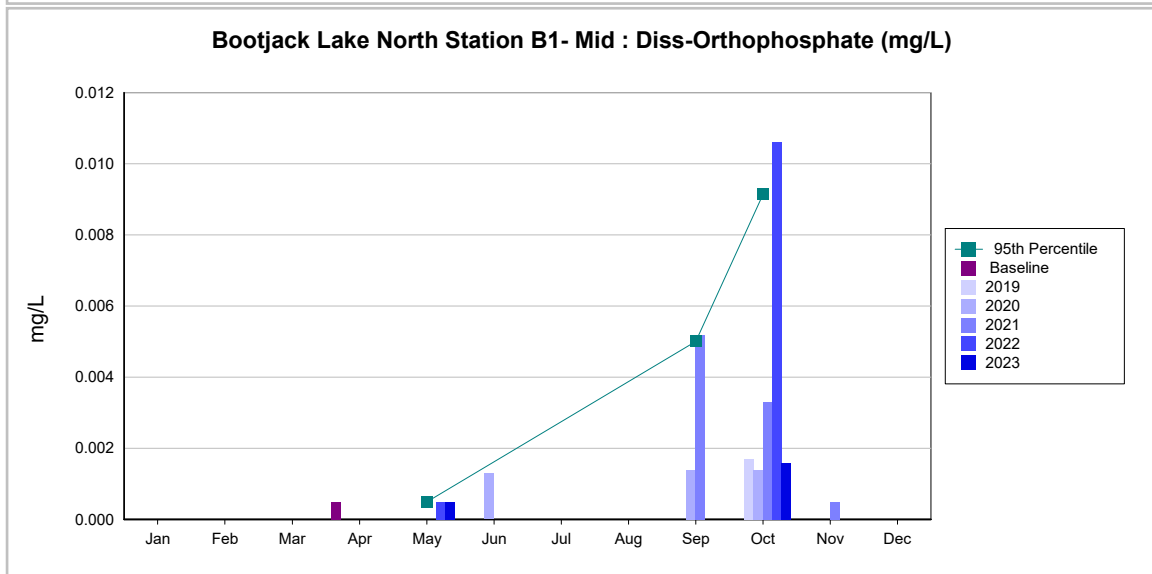 Bootjack Lake North Station B1- Mid : Diss-Orthophosphate (mg/L)
0.012
0.010
0.008
0.006
0.004
0.002
0.000
mg/L
Jan Feb Mar Apr May Jun Jul Aug Sep Oct Nov Dec
95th Percentile
Baseline
2019
2020
2021
2022
2023